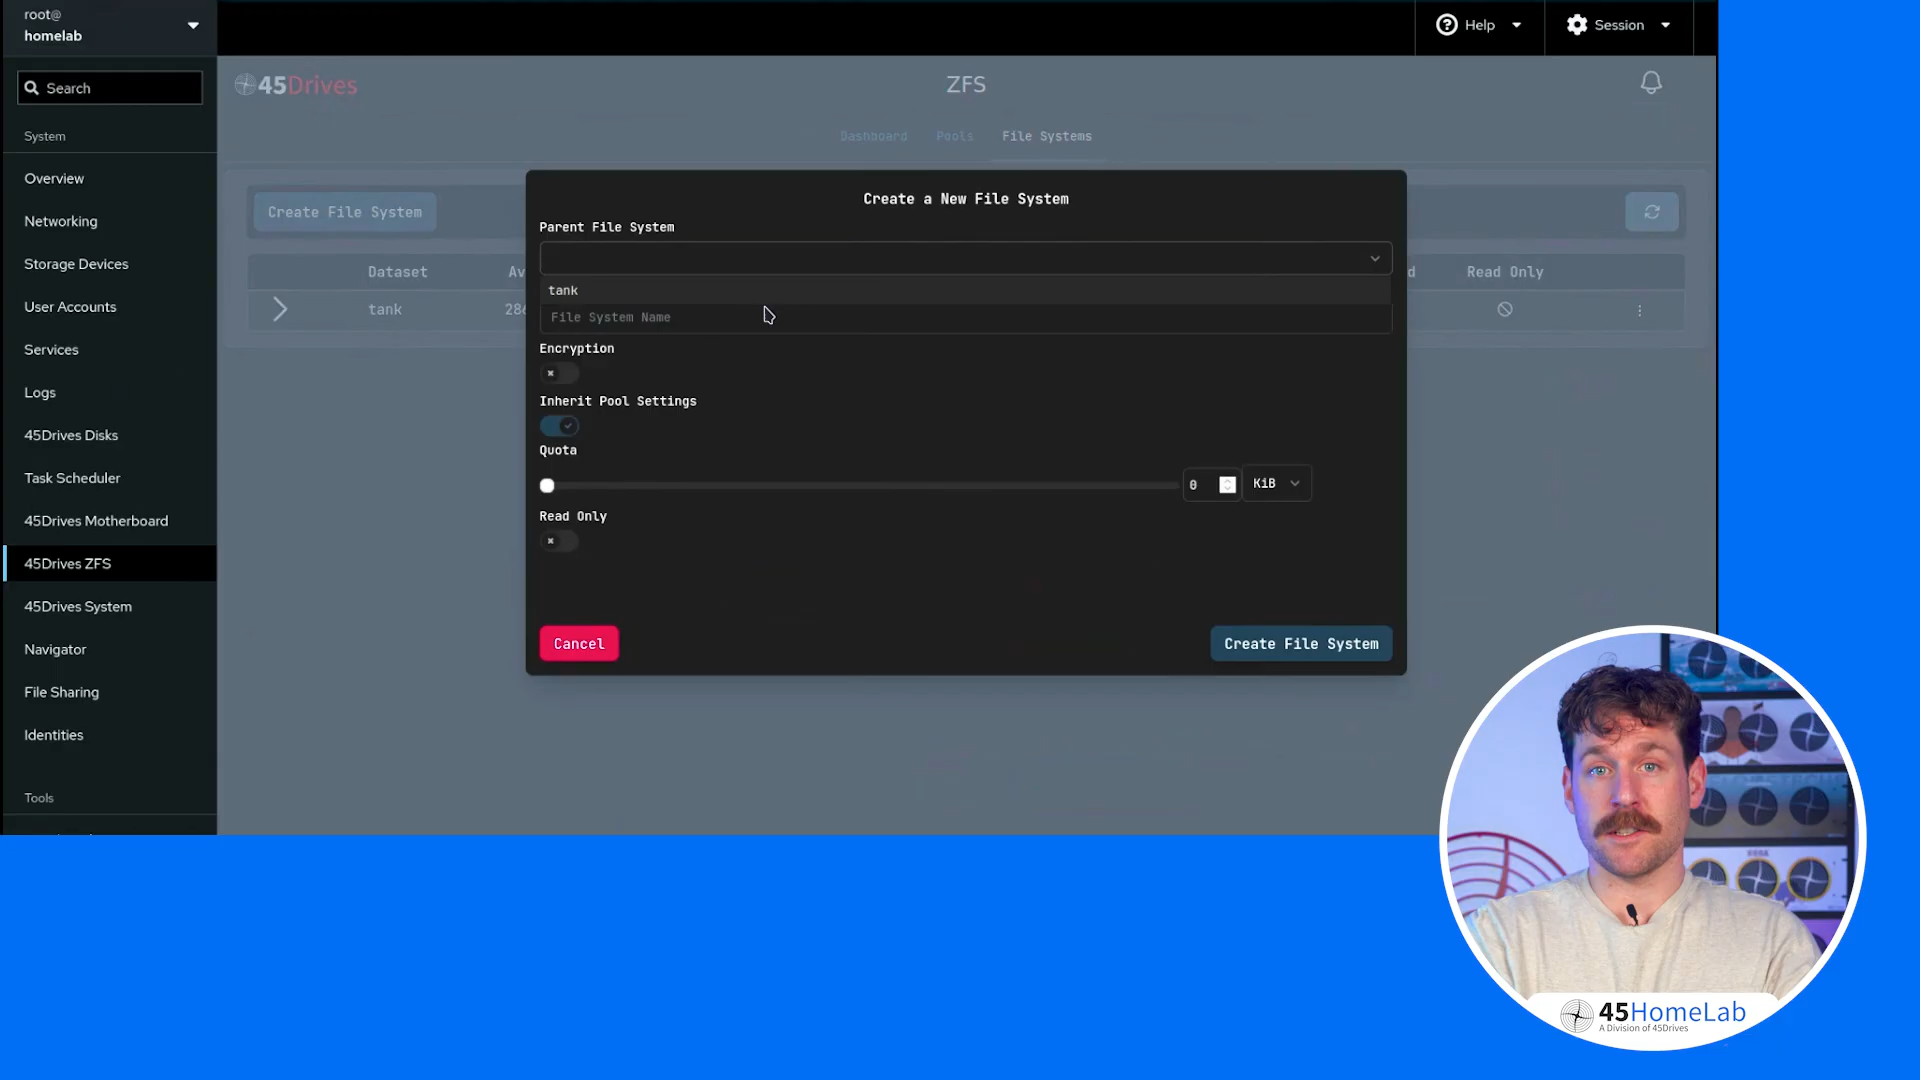 root@
homelab
Help
Session
Search
System
Overview
Networking
Storage Devices
User Accounts
Services
Logs
45Drives Disks
Task Scheduler
45Drives Motherboard
45Drives ZFS
45Drives System
Navigator
File Sharing
Identities
Tools
45Drives
ZFS
Dashboard
Pools
File Systems
Create File System
Dataset
Av
d
Read Only
tank
286
Create a New File System
Parent File System
tank
File System Name
Encryption
Inherit Pool Settings
Quota
0
KiB
Read Only
Cancel
Create File System
45HomeLab
A Division of 45Drives